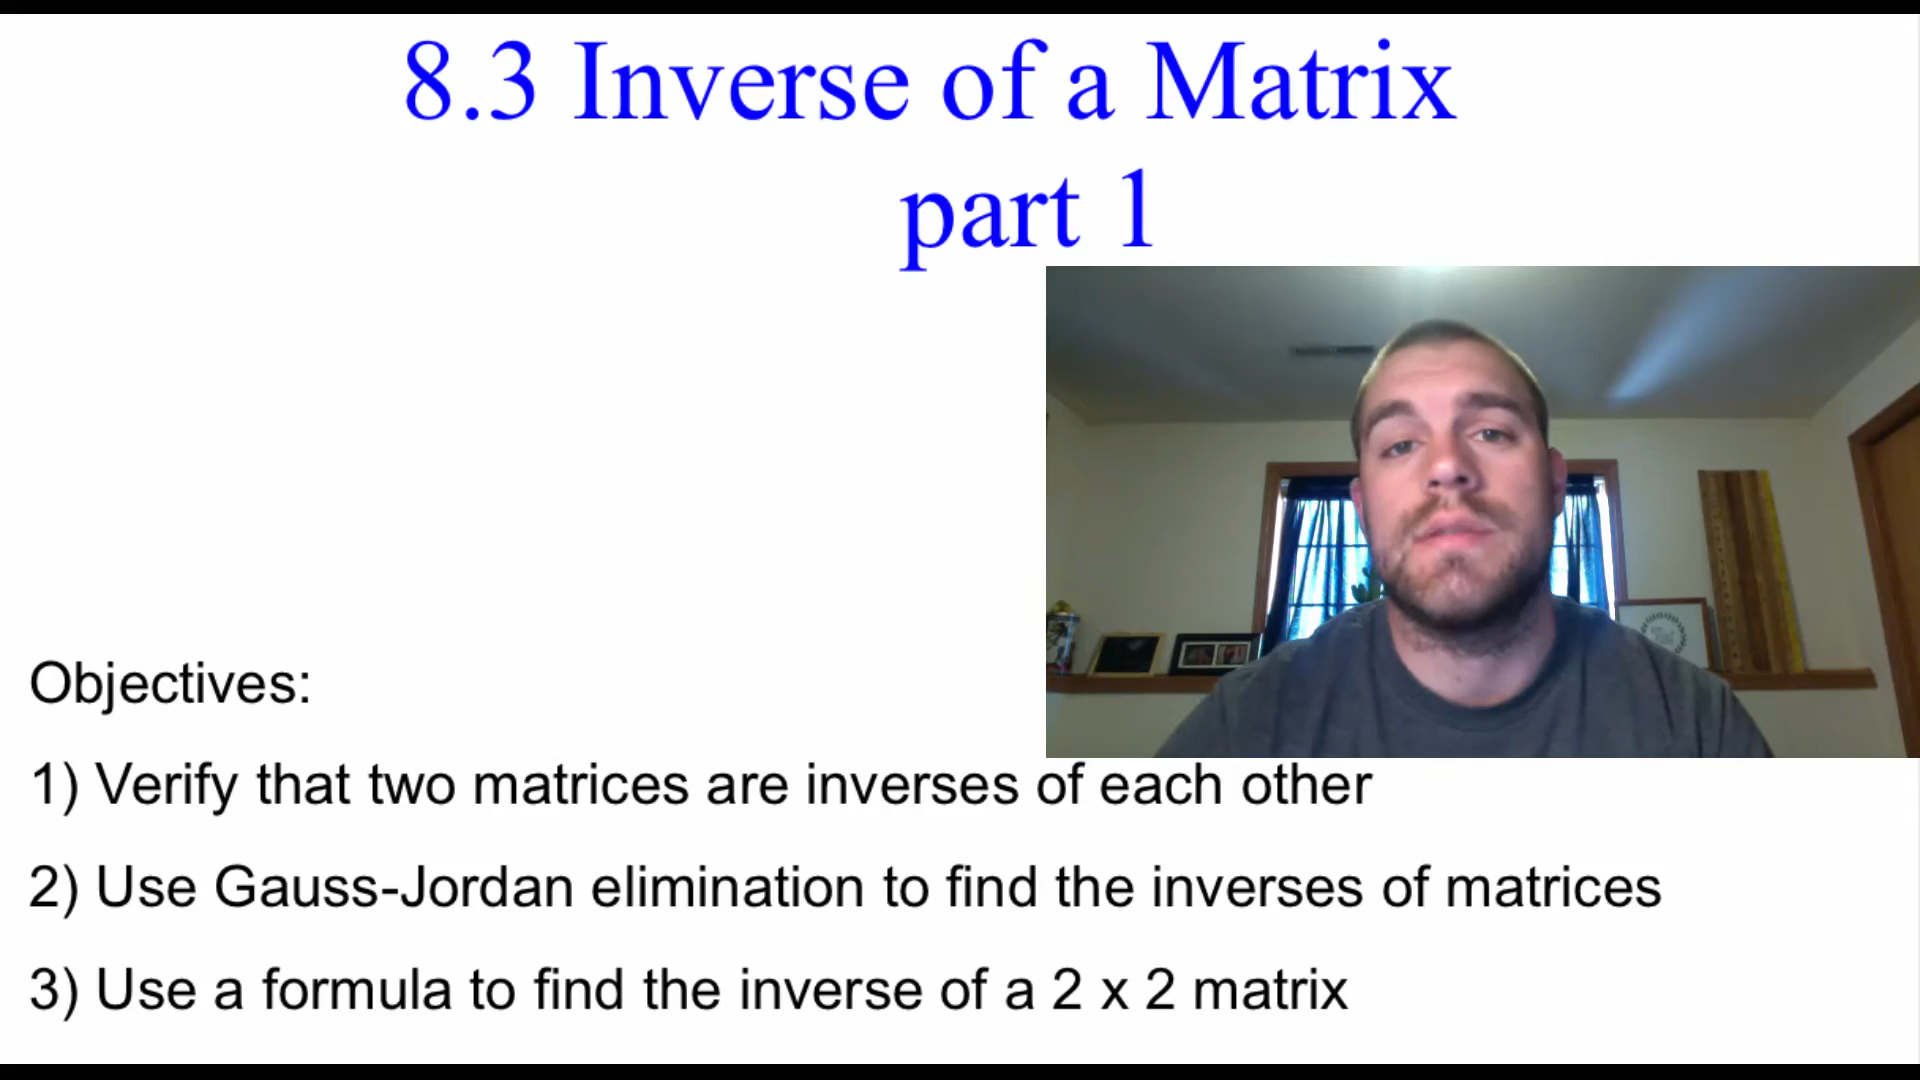 8.3 Inverse of a Matrix
part 1
Objectives:
1) Verify that two matrices are inverses of each other
2) Use Gauss-Jordan elimination to find the inverses of matrices
3) Use a formula to find the inverse of a 2 x 2 matrix